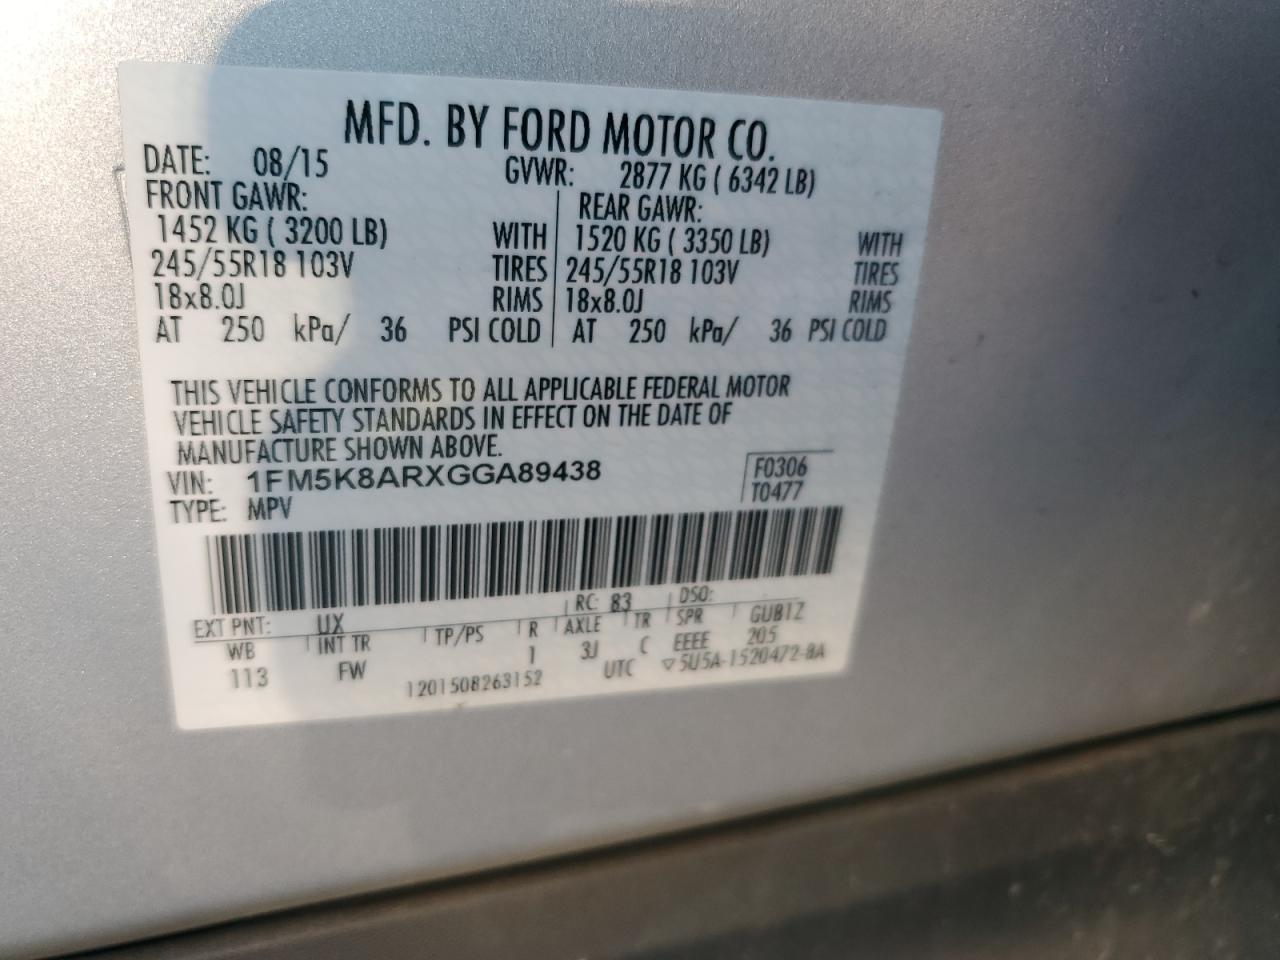 MFD. BY FORD MOTOR CO.
DATE: 08/15 GVWR: 2877 KG ( 6342 LB)
FRONT GAWR: REAR GAWR:
1452 KG ( 3200 LB) WITH 1520 KG ( 3350 LB) WITH
245/55R18 103V TIRES 245/55R18 103V TIRES
18x8.0J RIMS 18x8.0J RIMS
AT 250 kPa/ 36 PSI COLD AT 250 kPa/ 36 PSI COLD
THIS VEHICLE CONFORMS TO ALL APPLICABLE FEDERAL MOTOR
VEHICLE SAFETY STANDARDS IN EFFECT ON THE DATE OF
MANUFACTURE SHOWN ABOVE.
VIN: 1FM5K8ARXGGA89438 F0306
TYPE: MPV T0477
EXT PNT: UX RC: 83 DSO:
WB INT TR TP/PS R AXLE TR SPR GUB1Z
113 FW 1 3J C EEEE 205
1201508263152 UTC ▽5U5A-1520472-BA